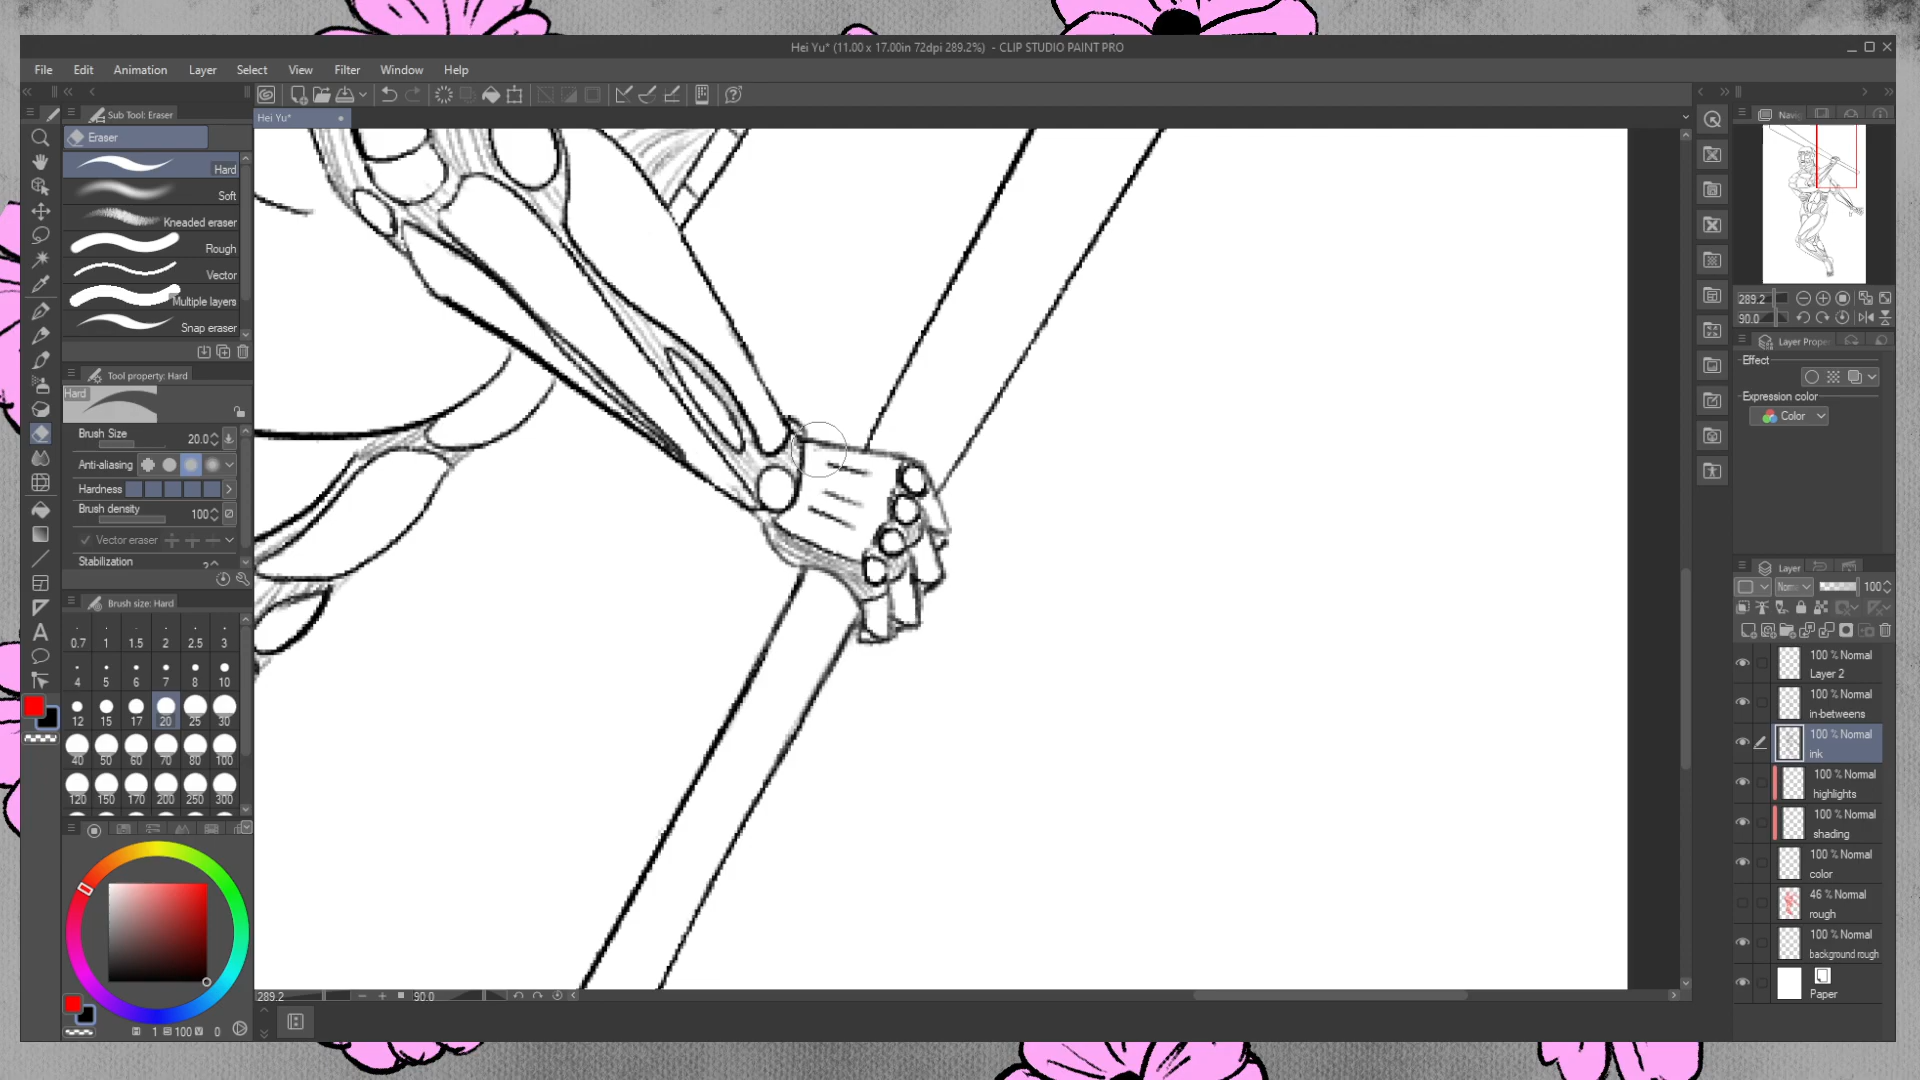 Hei Yu* (11.00 x 17.00in 72dpi 289.2%) - CLIP STUDIO PAINT PRO
File Edit Animation Layer Select View Filter Window Help
Sub Tool: Eraser
Hei Yu*
Eraser
Hard
Soft
Kneaded eraser
Rough
Vector
Multiple layers
Snap eraser
Tool property: Hard
Hard
Brush Size 20.0
Anti-aliasing
Hardness
Brush density 100
Vector eraser
Stabilization
Brush size: Hard
0.7 1 1.5 2 2.5 3
4 5 6 7 8 10
12 15 17 20 25 30
40 50 60 70 80 100
120 150 170 200 250 300
1 100 0
289.2 90.0
Navi
289.2
90.0
Layer Prope
Effect
Expression color
Color
Layer
100
100 % Normal
Layer 2
100 % Normal
in-betweens
100 % Normal
ink
100 % Normal
highlights
100 % Normal
shading
100 % Normal
color
46 % Normal
rough
100 % Normal
background rough
Paper